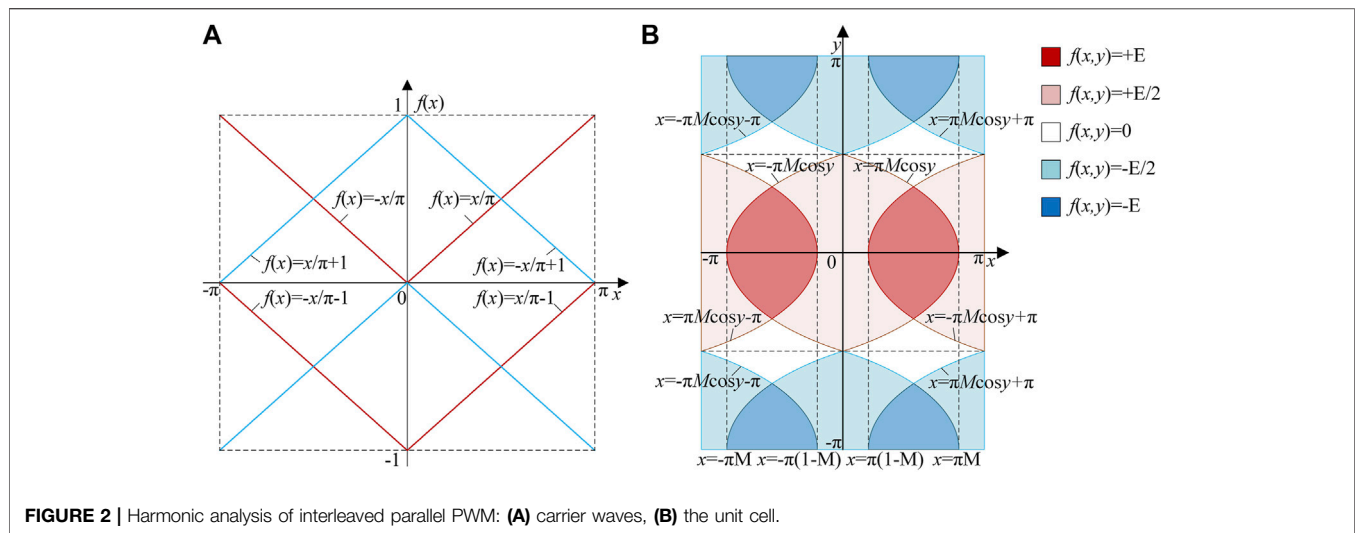 A
1
f(x)
f(x)=-x/π
f(x)=x/π
f(x)=x/π+1
f(x)=-x/π+1
-π
0
π
x
f(x)=-x/π-1
f(x)=x/π-1
-1
B
y
π
x=-πMcosy-π
x=πMcosy+π
x=-πMcosy
x=πMcosy
-π
0
π
x
x=πMcosy-π
x=-πMcosy+π
x=-πMcosy-π
x=πMcosy+π
-π
x=-πM
x=-π(1-M)
x=π(1-M)
x=πM
f(x,y)=+E
f(x,y)=+E/2
f(x,y)=0
f(x,y)=-E/2
f(x,y)=-E
FIGURE 2 | Harmonic analysis of interleaved parallel PWM: (A) carrier waves, (B) the unit cell.